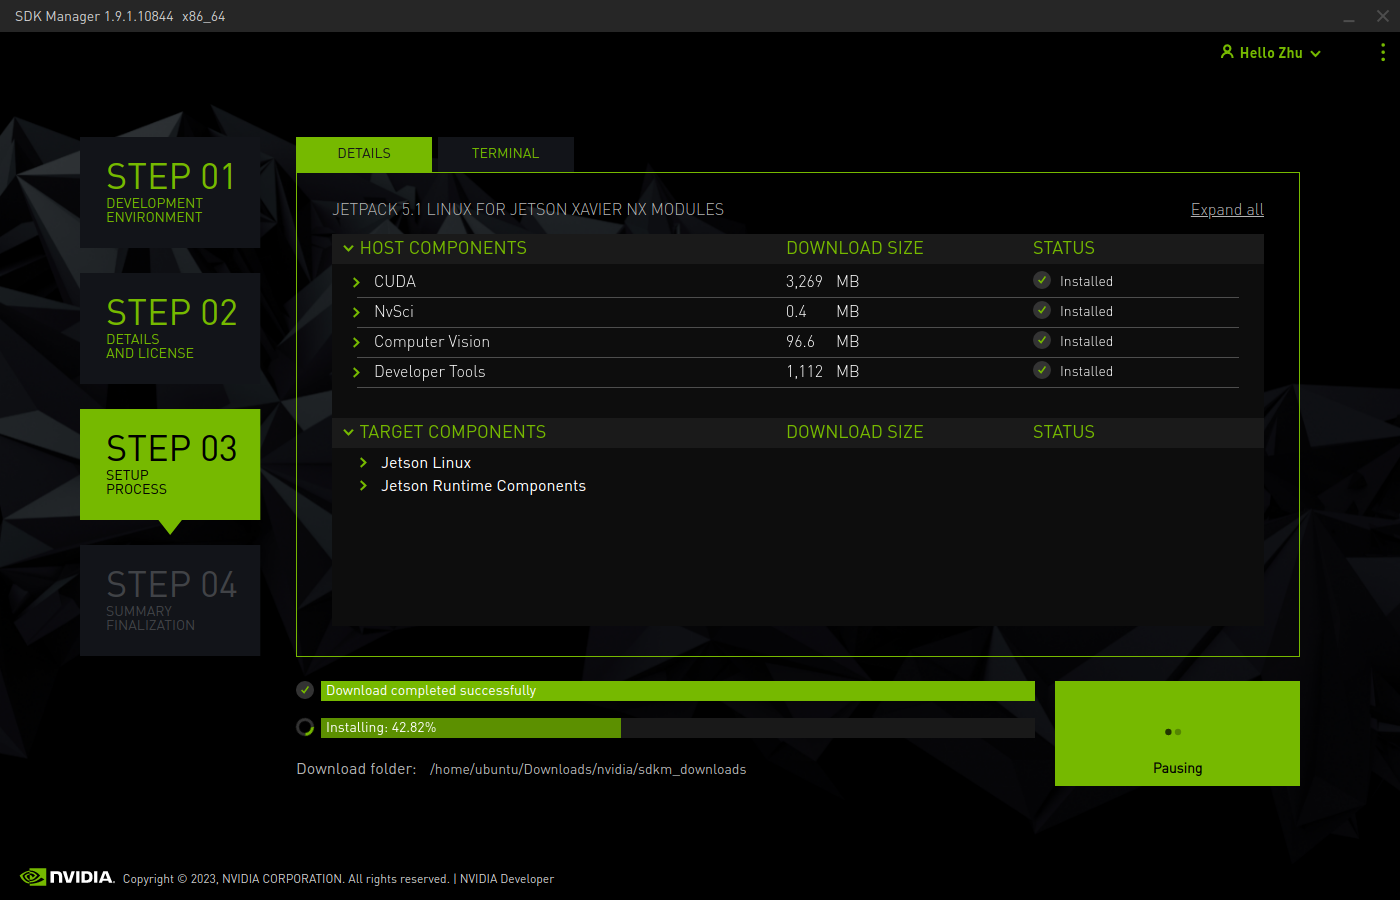 SDK Manager 1.9.1.10844 x86_64
Hello Zhu
STEP 01
DEVELOPMENT
ENVIRONMENT
STEP 02
DETAILS
AND LICENSE
STEP 03
SETUP
PROCESS
STEP 04
SUMMARY
FINALIZATION
DETAILS TERMINAL
JETPACK 5.1 LINUX FOR JETSON XAVIER NX MODULES Expand all
HOST COMPONENTS DOWNLOAD SIZE STATUS
CUDA 3,269 MB Installed
NvSci 0.4 MB Installed
Computer Vision 96.6 MB Installed
Developer Tools 1,112 MB Installed
TARGET COMPONENTS DOWNLOAD SIZE STATUS
Jetson Linux
Jetson Runtime Components
Download completed successfully
Installing: 42.82%
Download folder: /home/ubuntu/Downloads/nvidia/sdkm_downloads
Pausing
NVIDIA. Copyright © 2023, NVIDIA CORPORATION. All rights reserved. | NVIDIA Developer